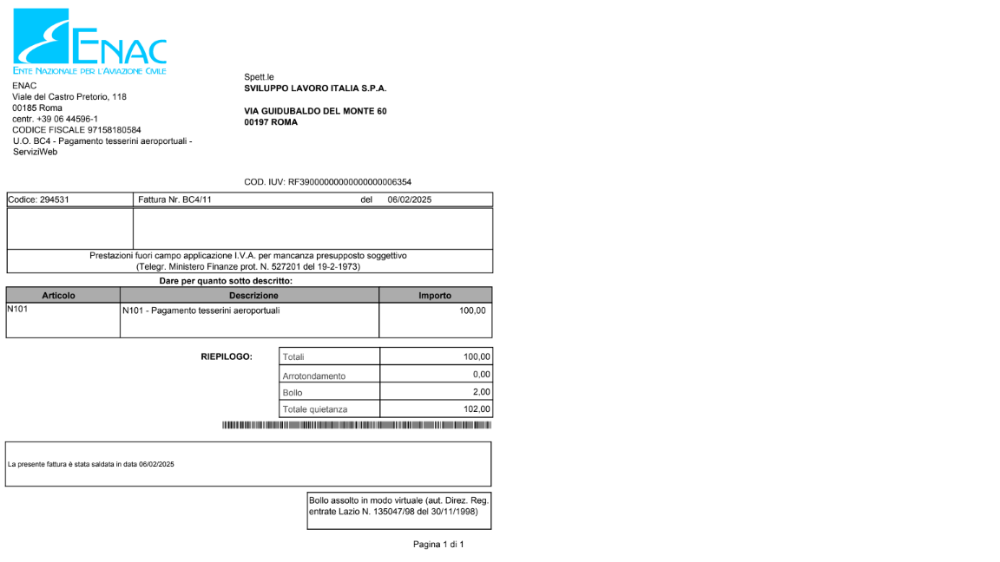 ENAC
ENTE NAZIONALE PER L'AVIAZIONE CIVILE
ENAC
Viale del Castro Pretorio, 118
00185 Roma
centr. +39 06 44596-1
CODICE FISCALE 97158180584
U.O. BC4 - Pagamento tesserini aeroportuali -
ServiziWeb
Spett.le
SVILUPPO LAVORO ITALIA S.P.A.
VIA GUIDUBALDO DEL MONTE 60
00197 ROMA
COD. IUV: RF39000000000000000006354
Codice: 294531 Fattura Nr. BC4/11 del 06/02/2025
Prestazioni fuori campo applicazione I.V.A. per mancanza presupposto soggettivo
(Telegr. Ministero Finanze prot. N. 527201 del 19-2-1973)
Dare per quanto sotto descritto:
Articolo Descrizione Importo
N101 N101 - Pagamento tesserini aeroportuali 100,00
RIEPILOGO: Totali 100,00
Arrotondamento 0,00
Bollo 2,00
Totale quietanza 102,00
La presente fattura è stata saldata in data 06/02/2025
Bollo assolto in modo virtuale (aut. Direz. Reg.
entrate Lazio N. 135047/98 del 30/11/1998)
Pagina 1 di 1